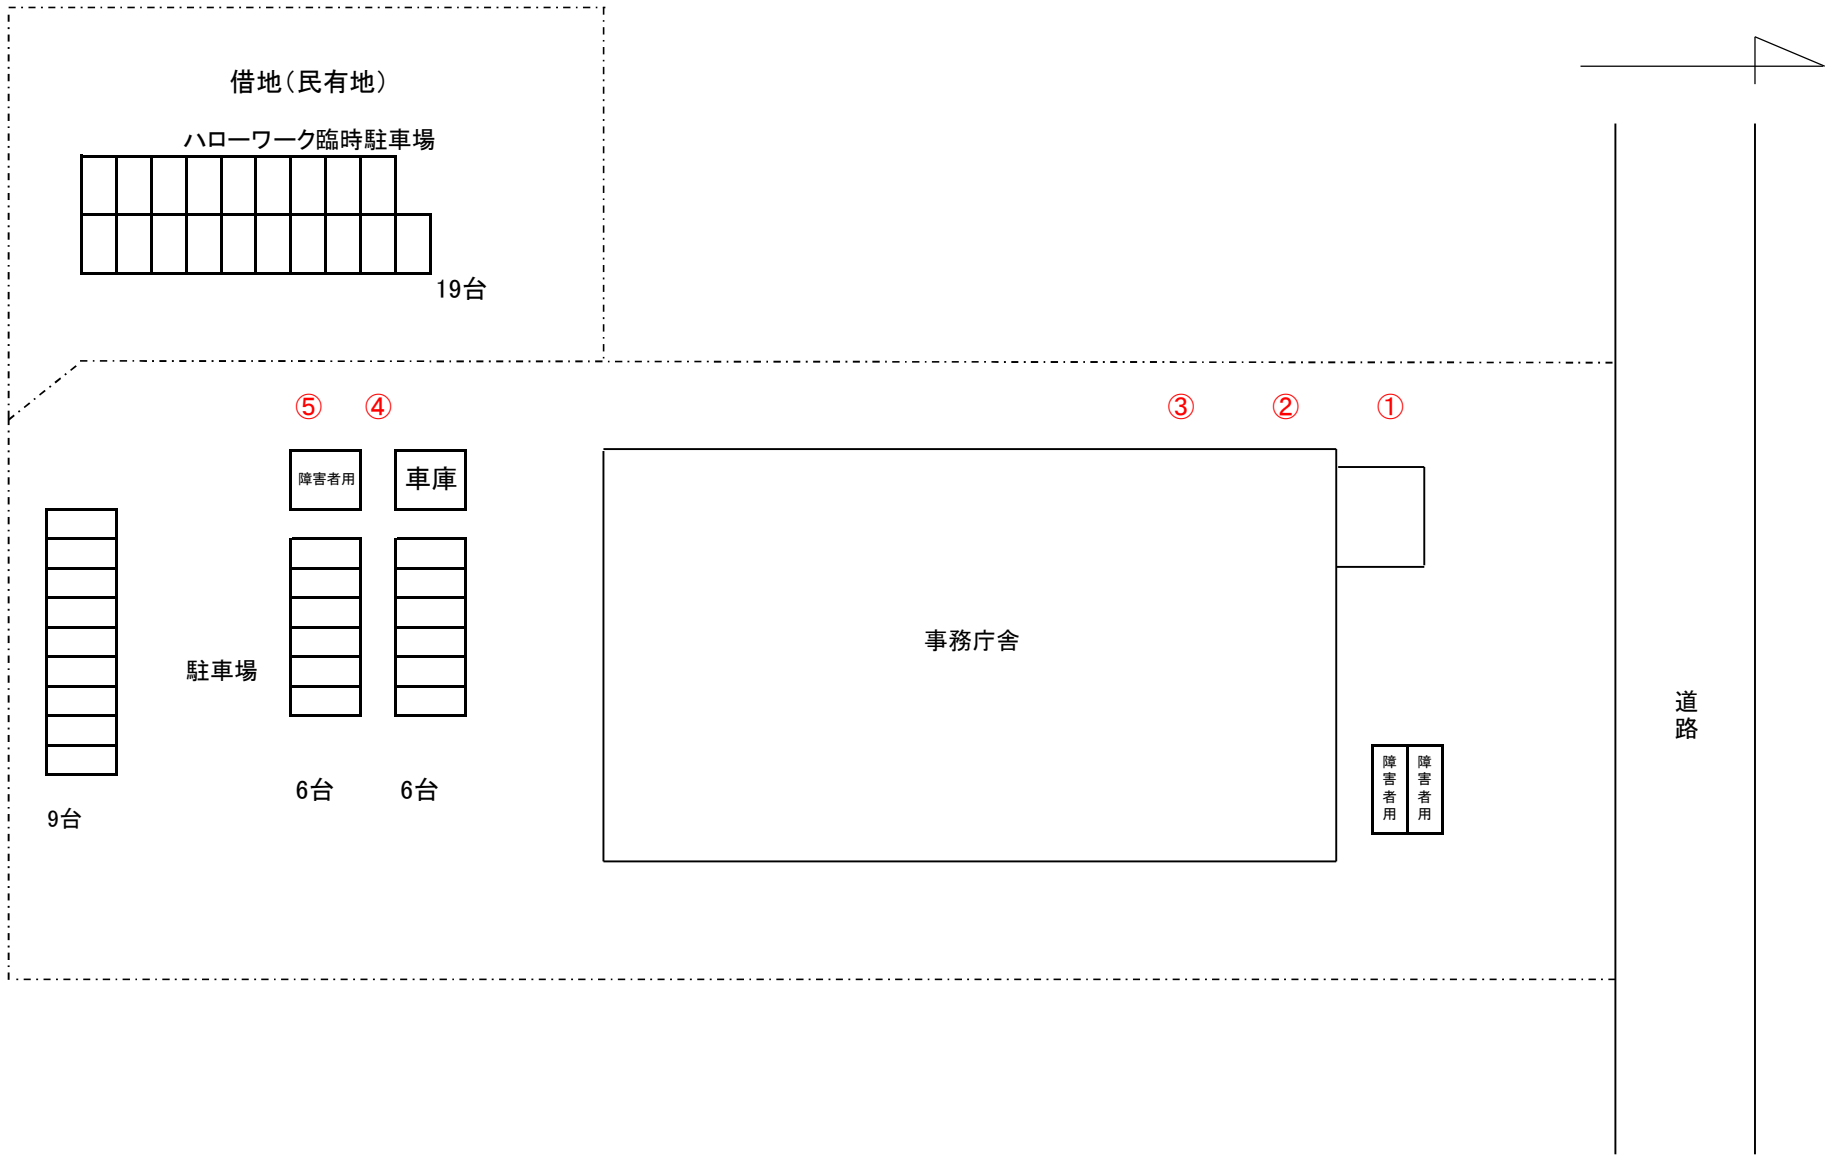 借地（民有地）
ハローワーク臨時駐車場
19台
⑤ ④ ③ ② ①
障害者用
車庫
事務庁舎
駐車場
道路
障害者用
障害者用
6台
6台
9台